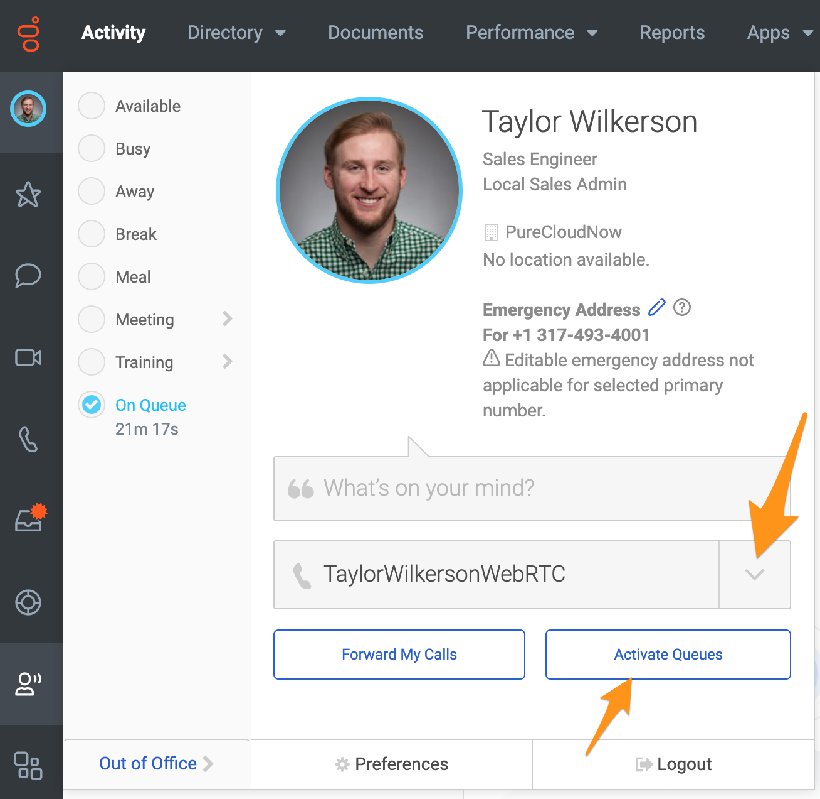 Activity
Directory
Documents
Performance
Reports
Apps
Available
Busy
Away
Break
Meal
Meeting
Training
On Queue
21m 17s
Taylor Wilkerson
Sales Engineer
Local Sales Admin
PureCloudNow
No location available.
Emergency Address
For +1 317-493-4001
Editable emergency address not
applicable for selected primary
number.
What's on your mind?
TaylorWilkersonWebRTC
Forward My Calls
Activate Queues
Out of Office
Preferences
Logout